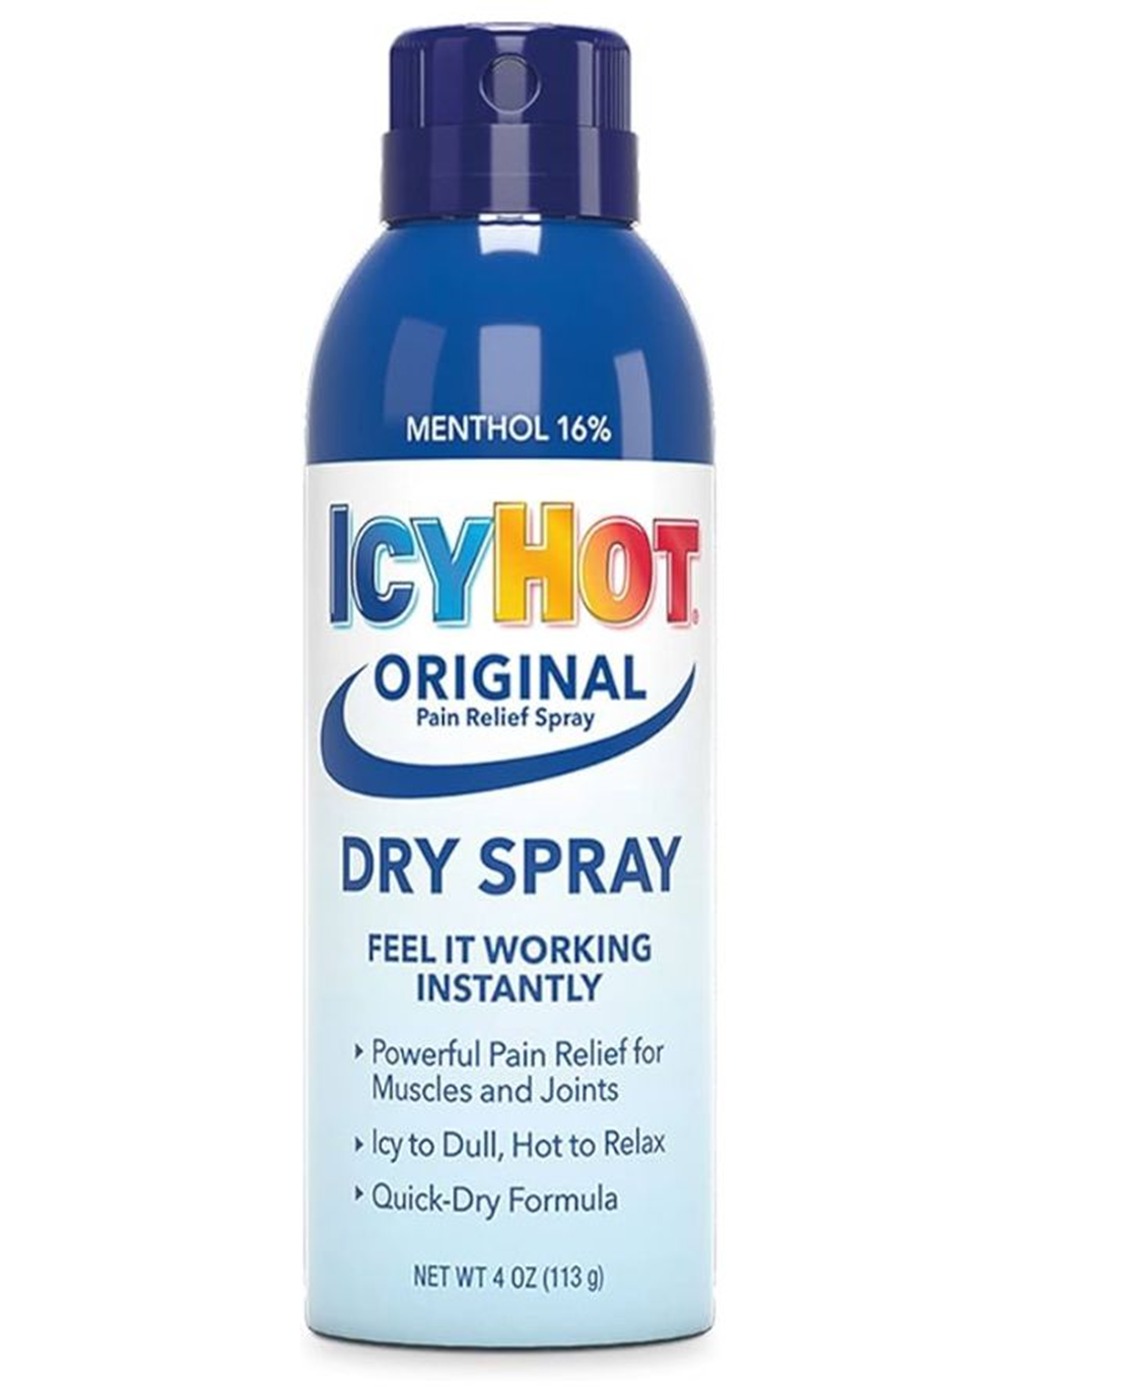 MENTHOL 16%
ICYHOT®
ORIGINAL
Pain Relief Spray
DRY SPRAY
FEEL IT WORKING
INSTANTLY
‣ Powerful Pain Relief for
Muscles and Joints
‣ Icy to Dull, Hot to Relax
‣ Quick-Dry Formula
NET WT 4 OZ (113 g)